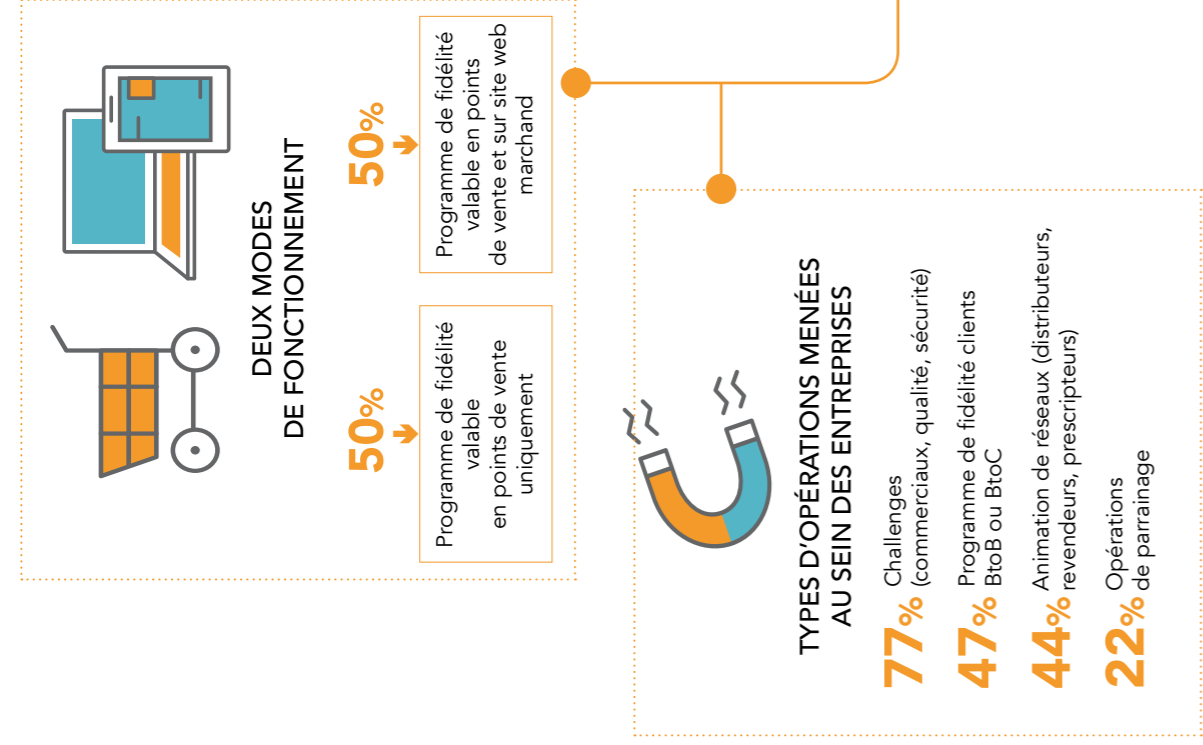 DEUX MODES
DE FONCTIONNEMENT
50%
Programme de fidélité
valable
en points de vente
uniquement
50%
Programme de fidélité
valable en points
de vente et sur site web
marchand
TYPES D'OPÉRATIONS MENÉES
AU SEIN DES ENTREPRISES
77% Challenges
(commerciaux, qualité, sécurité)
47% Programme de fidélité clients
BtoB ou BtoC
44% Animation de réseaux (distributeurs,
revendeurs, prescripteurs)
22% Opérations
de parrainage